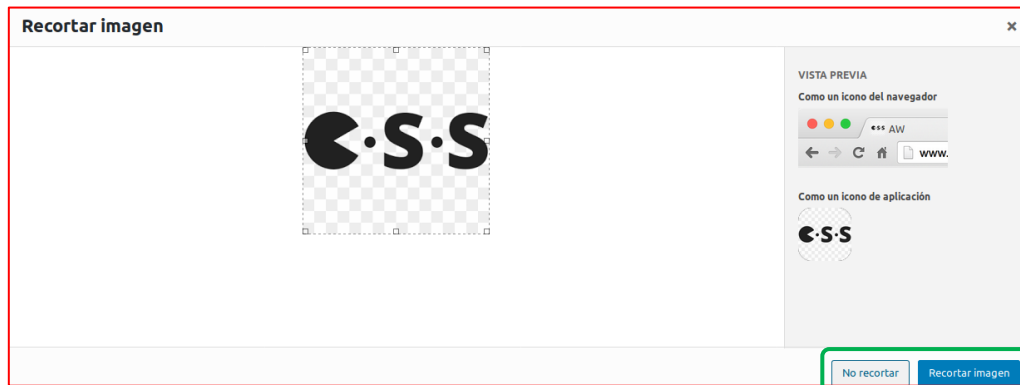 Recortar imagen
×
C·S·S
VISTA PREVIA
Como un icono del navegador
C·S·S AW
www.
Como un icono de aplicación
C·S·S
No recortar
Recortar imagen